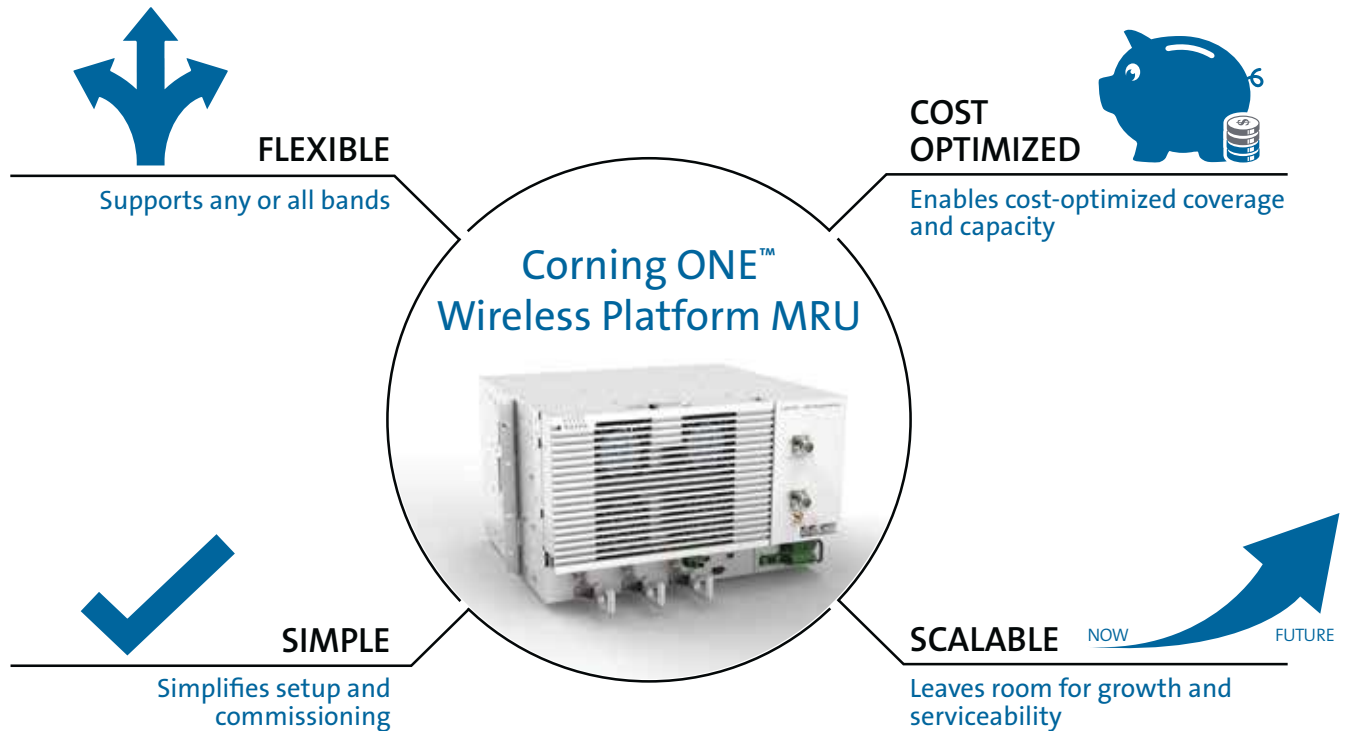 FLEXIBLE
Supports any or all bands
COST
OPTIMIZED
$
Enables cost-optimized coverage
and capacity
Corning ONE™
Wireless Platform MRU
SIMPLE
Simplifies setup and
commissioning
SCALABLE
NOW
FUTURE
Leaves room for growth and
serviceability